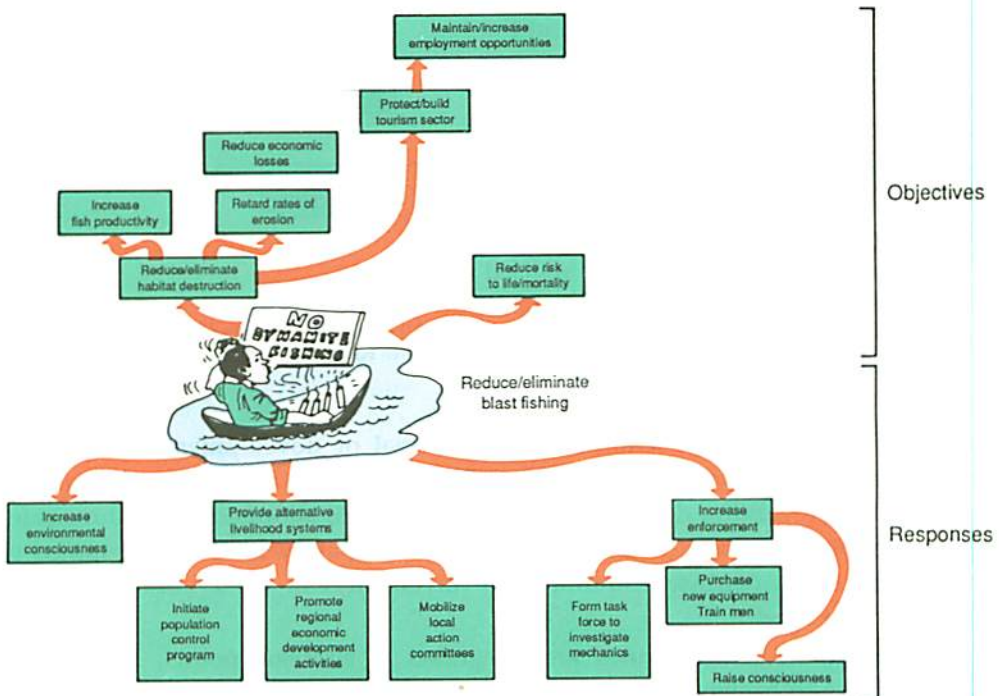 Maintain/increase
employment opportunities
Protect/build
tourism sector
Reduce economic
losses
Increase
fish productivity
Retard rates of
erosion
Objectives
Reduce/eliminate
habitat destruction
Reduce risk
to life/mortality
NO
DYNAMITE
FISHING
Reduce/eliminate
blast fishing
Increase
environmental
consciousness
Provide alternative
livelihood systems
Increase
enforcement
Responses
Initiate
population
control
program
Promote
regional
economic
development
activities
Mobilize
local
action
committees
Form task
force to
investigate
mechanics
Purchase
new equipment
Train men
Raise consciousness